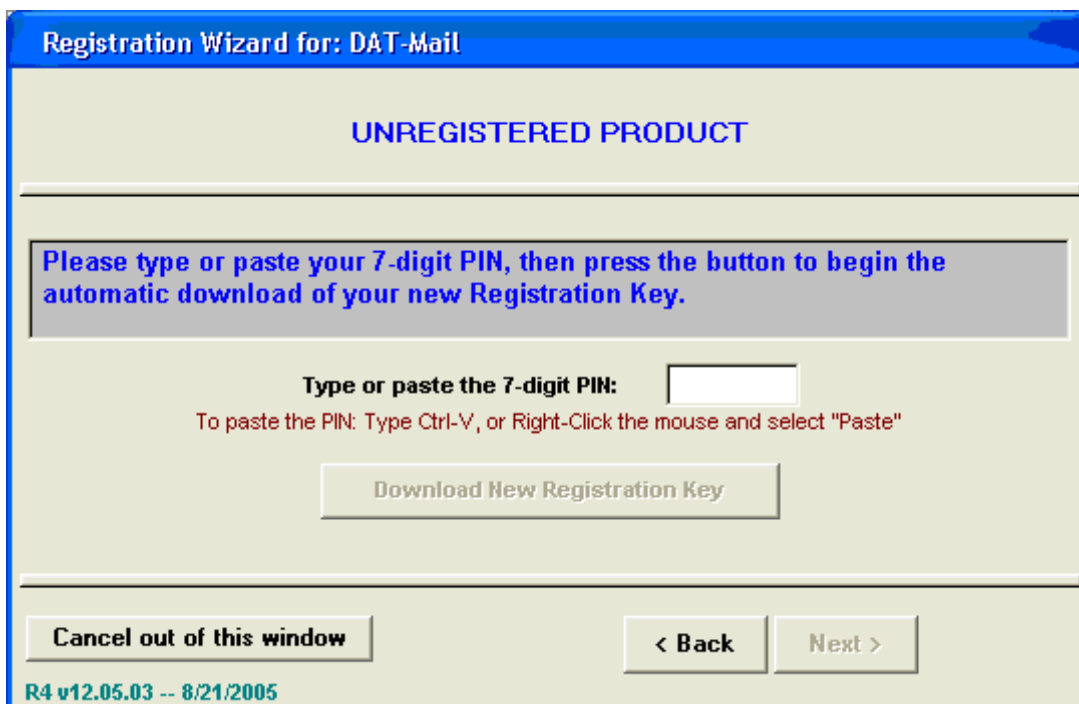 Registration Wizard for: DAT-Mail
UNREGISTERED PRODUCT
Please type or paste your 7-digit PIN, then press the button to begin the
automatic download of your new Registration Key.
Type or paste the 7-digit PIN:
To paste the PIN: Type Ctrl-V, or Right-Click the mouse and select "Paste"
Download New Registration Key
Cancel out of this window
< Back
Next >
R4 v12.05.03 -- 8/21/2005